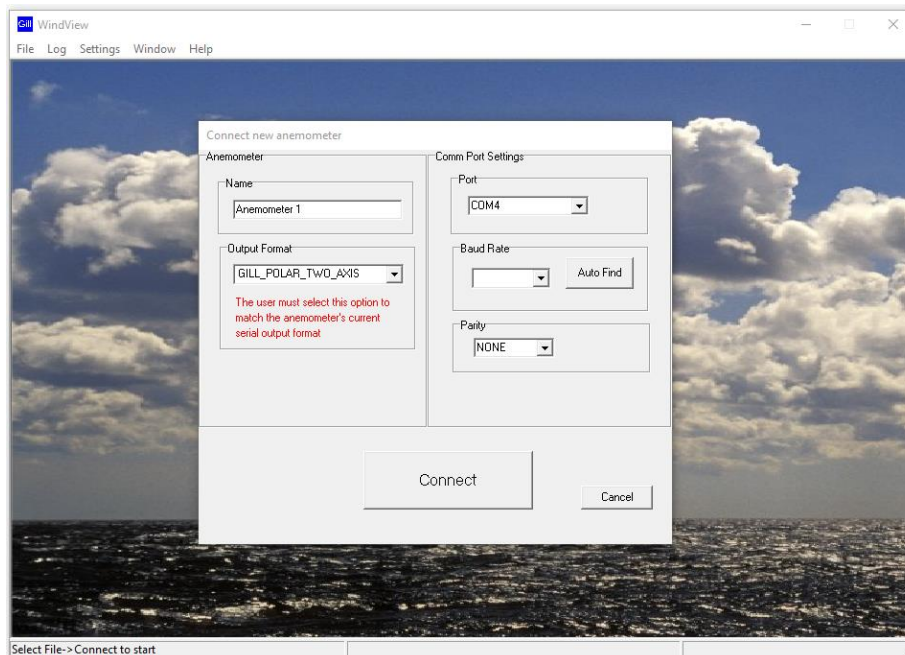 Gill WindView
File Log Settings Window Help
Connect new anemometer
Anemometer
Name
Anemometer 1
Output Format
GILL_POLAR_TWO_AXIS
The user must select this option to
match the anemometer's current
serial output format
Comm Port Settings
Port
COM4
Baud Rate
Auto Find
Parity
NONE
Connect
Cancel
Select File->Connect to start